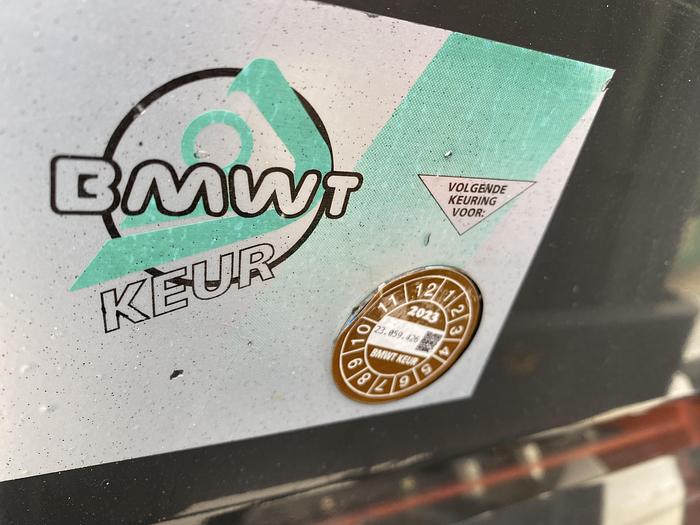 BMWT
KEUR
VOLGENDE
KEURING
VOOR:
1 2 3 4 5 6 7 8 9 10 11 12
2023
23.059.426
BMWT KEUR